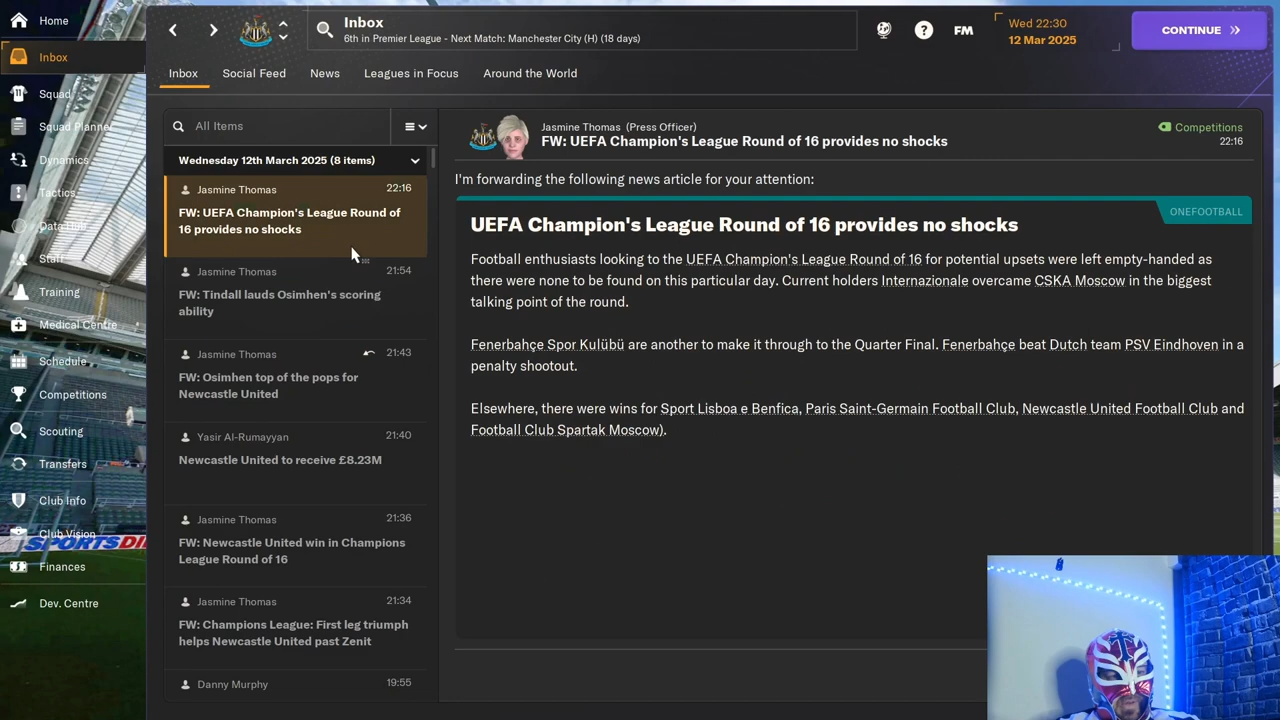 Home
Inbox
Squad
Squad Planner
Dynamics
Tactics
Data Hub
Staff
Training
Medical Centre
Schedule
Competitions
Scouting
Transfers
Club Info
Club Vision
Finances
Dev. Centre
SPORTS DI
Inbox
6th in Premier League - Next Match: Manchester City (H) (18 days)
?
FM
Wed 22:30
12 Mar 2025
CONTINUE
Inbox
Social Feed
News
Leagues in Focus
Around the World
All Items
Wednesday 12th March 2025 (8 items)
Jasmine Thomas 22:16
FW: UEFA Champion's League Round of
16 provides no shocks
Jasmine Thomas 21:54
FW: Tindall lauds Osimhen's scoring
ability
Jasmine Thomas 21:43
FW: Osimhen top of the pops for
Newcastle United
Yasir Al-Rumayyan 21:40
Newcastle United to receive £8.23M
Jasmine Thomas 21:36
FW: Newcastle United win in Champions
League Round of 16
Jasmine Thomas 21:34
FW: Champions League: First leg triumph
helps Newcastle United past Zenit
Danny Murphy 19:55
Jasmine Thomas (Press Officer)
FW: UEFA Champion's League Round of 16 provides no shocks
Competitions
22:16
I'm forwarding the following news article for your attention:
ONEFOOTBALL
UEFA Champion's League Round of 16 provides no shocks
Football enthusiasts looking to the UEFA Champion's League Round of 16 for potential upsets were left empty-handed as
there were none to be found on this particular day. Current holders Internazionale overcame CSKA Moscow in the biggest
talking point of the round.
Fenerbahçe Spor Kulübü are another to make it through to the Quarter Final. Fenerbahçe beat Dutch team PSV Eindhoven in a
penalty shootout.
Elsewhere, there were wins for Sport Lisboa e Benfica, Paris Saint-Germain Football Club, Newcastle United Football Club and
Football Club Spartak Moscow).